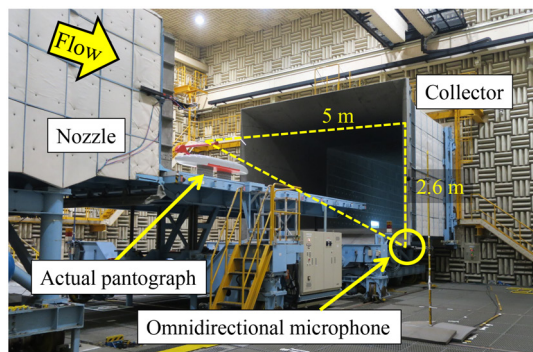 Flow
Collector
5 m
Nozzle
2.6 m
Actual pantograph
Omnidirectional microphone